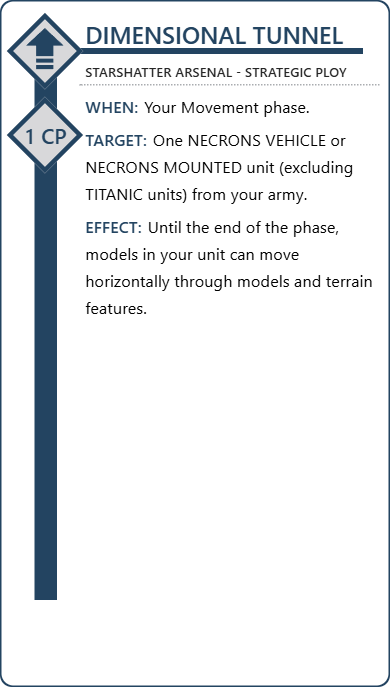 DIMENSIONAL TUNNEL
STARSHATTER ARSENAL - STRATEGIC PLOY
WHEN: Your Movement phase.
1 CP
TARGET: One NECRONS VEHICLE or
NECRONS MOUNTED unit (excluding
TITANIC units) from your army.
EFFECT: Until the end of the phase,
models in your unit can move
horizontally through models and terrain
features.